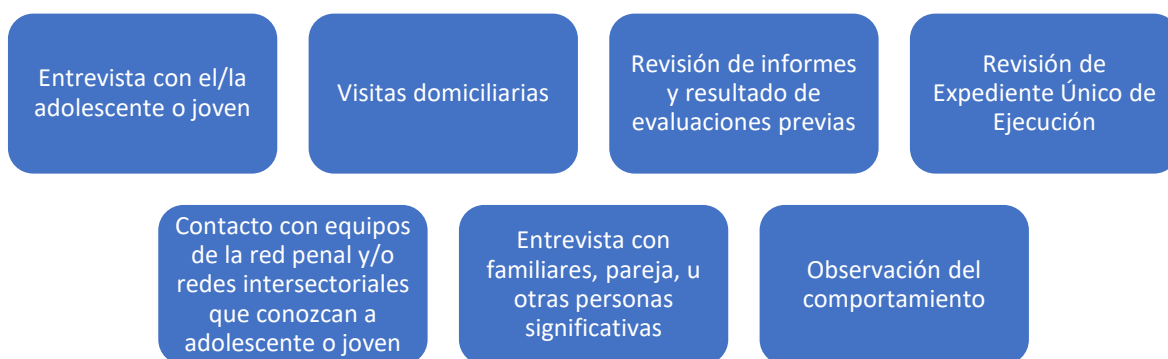 Entrevista con el/la
adolescente o joven
Visitas domiciliarias
Revisión de informes
y resultado de
evaluaciones previas
Revisión de
Expediente Único de
Ejecución
Contacto con equipos
de la red penal y/o
redes intersectoriales
que conozcan a
adolescente o joven
Entrevista con
familiares, pareja, u
otras personas
significativas
Observación del
comportamiento